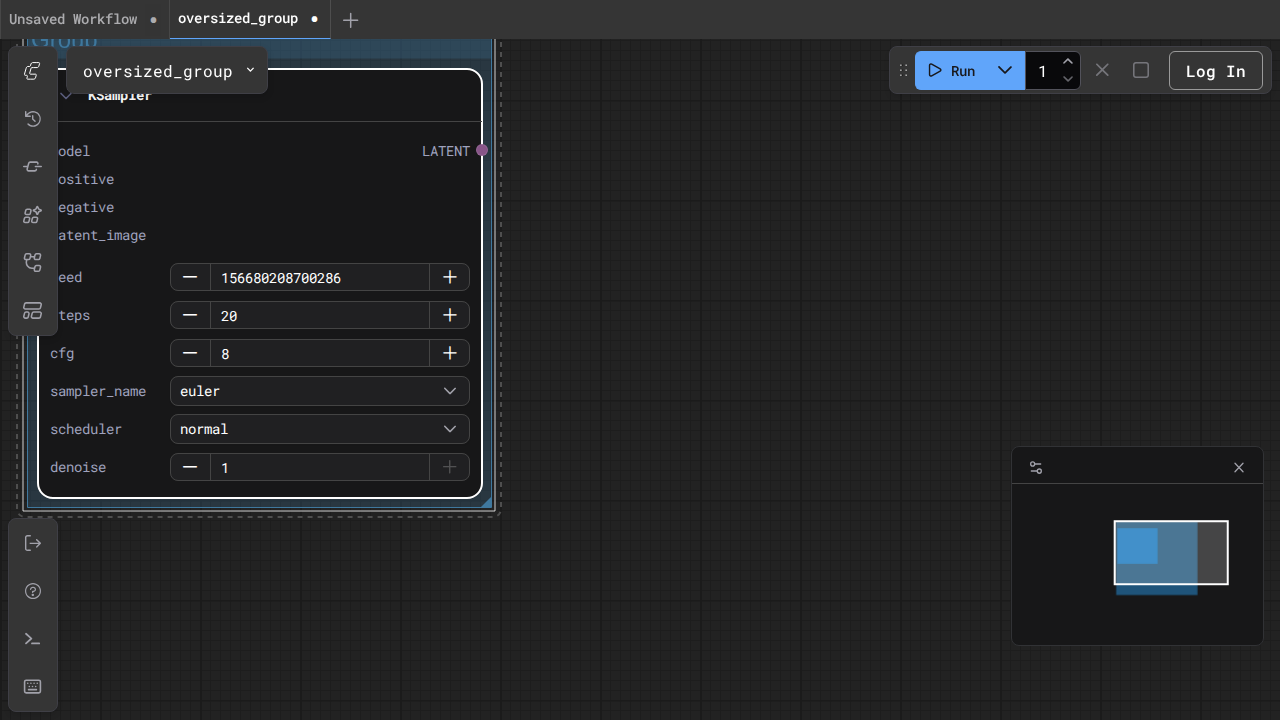 Unsaved Workflow
oversized_group
Group
oversized_group
Run
1
Log In
KSampler
odel
LATENT
ositive
egative
atent_image
eed
156680208700286
teps
20
cfg
8
sampler_name
euler
scheduler
normal
denoise
1